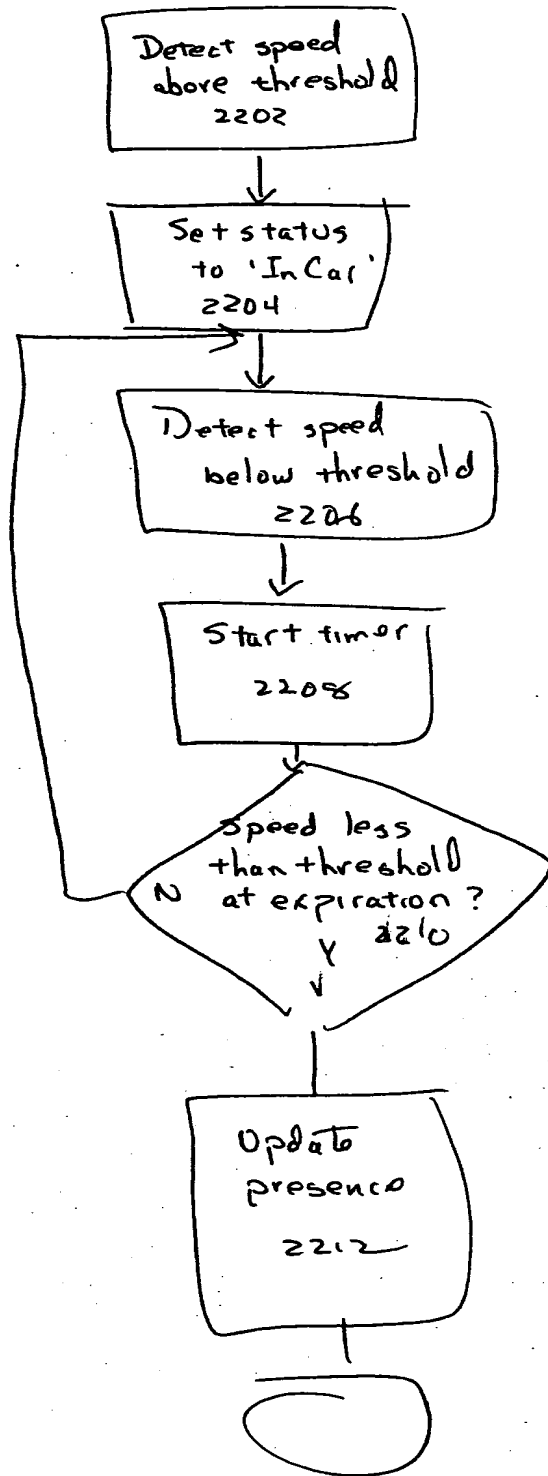 Detect speed
above threshold
2202
Set status
to 'InCar'
2204
Detect speed
below threshold
2206
Start timer
2208
Speed less
than threshold
N at expiration ?
2210
Y
Update
presence
2212